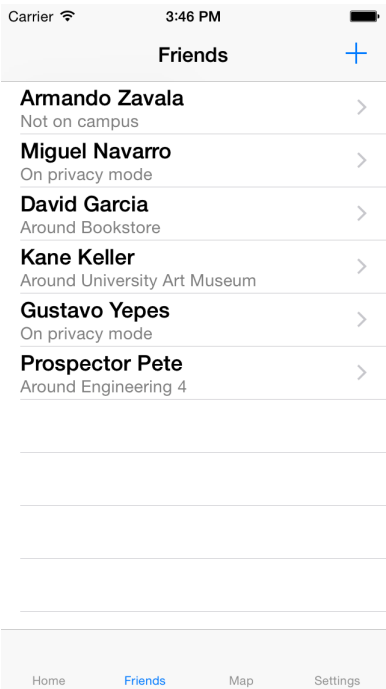 Carrier 3:46 PM
Friends
Armando Zavala
Not on campus
Miguel Navarro
On privacy mode
David Garcia
Around Bookstore
Kane Keller
Around University Art Museum
Gustavo Yepes
On privacy mode
Prospector Pete
Around Engineering 4
Home Friends Map Settings